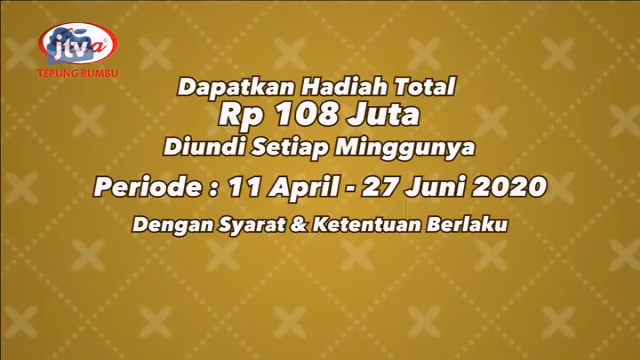 jtv
TEPUNG BUMBU
Dapatkan Hadiah Total
Rp 108 Juta
Diundi Setiap Minggunya
Periode : 11 April - 27 Juni 2020
Dengan Syarat & Ketentuan Berlaku